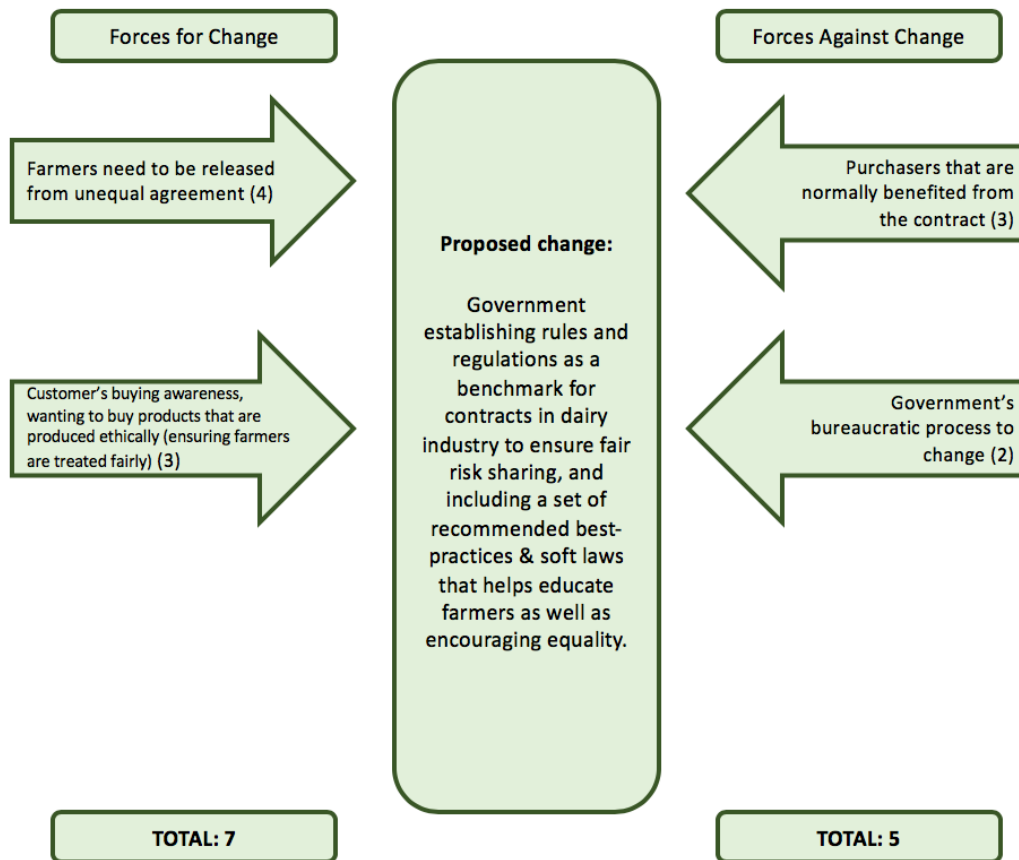 Forces for Change
Forces Against Change
Farmers need to be released
from unequal agreement (4)
Customer's buying awareness,
wanting to buy products that are
produced ethically (ensuring farmers
are treated fairly) (3)
Proposed change:
Government
establishing rules and
regulations as a
benchmark for
contracts in dairy
industry to ensure fair
risk sharing, and
including a set of
recommended best-
practices & soft laws
that helps educate
farmers as well as
encouraging equality.
Purchasers that are
normally benefited from
the contract (3)
Government's
bureaucratic process to
change (2)
TOTAL: 7
TOTAL: 5